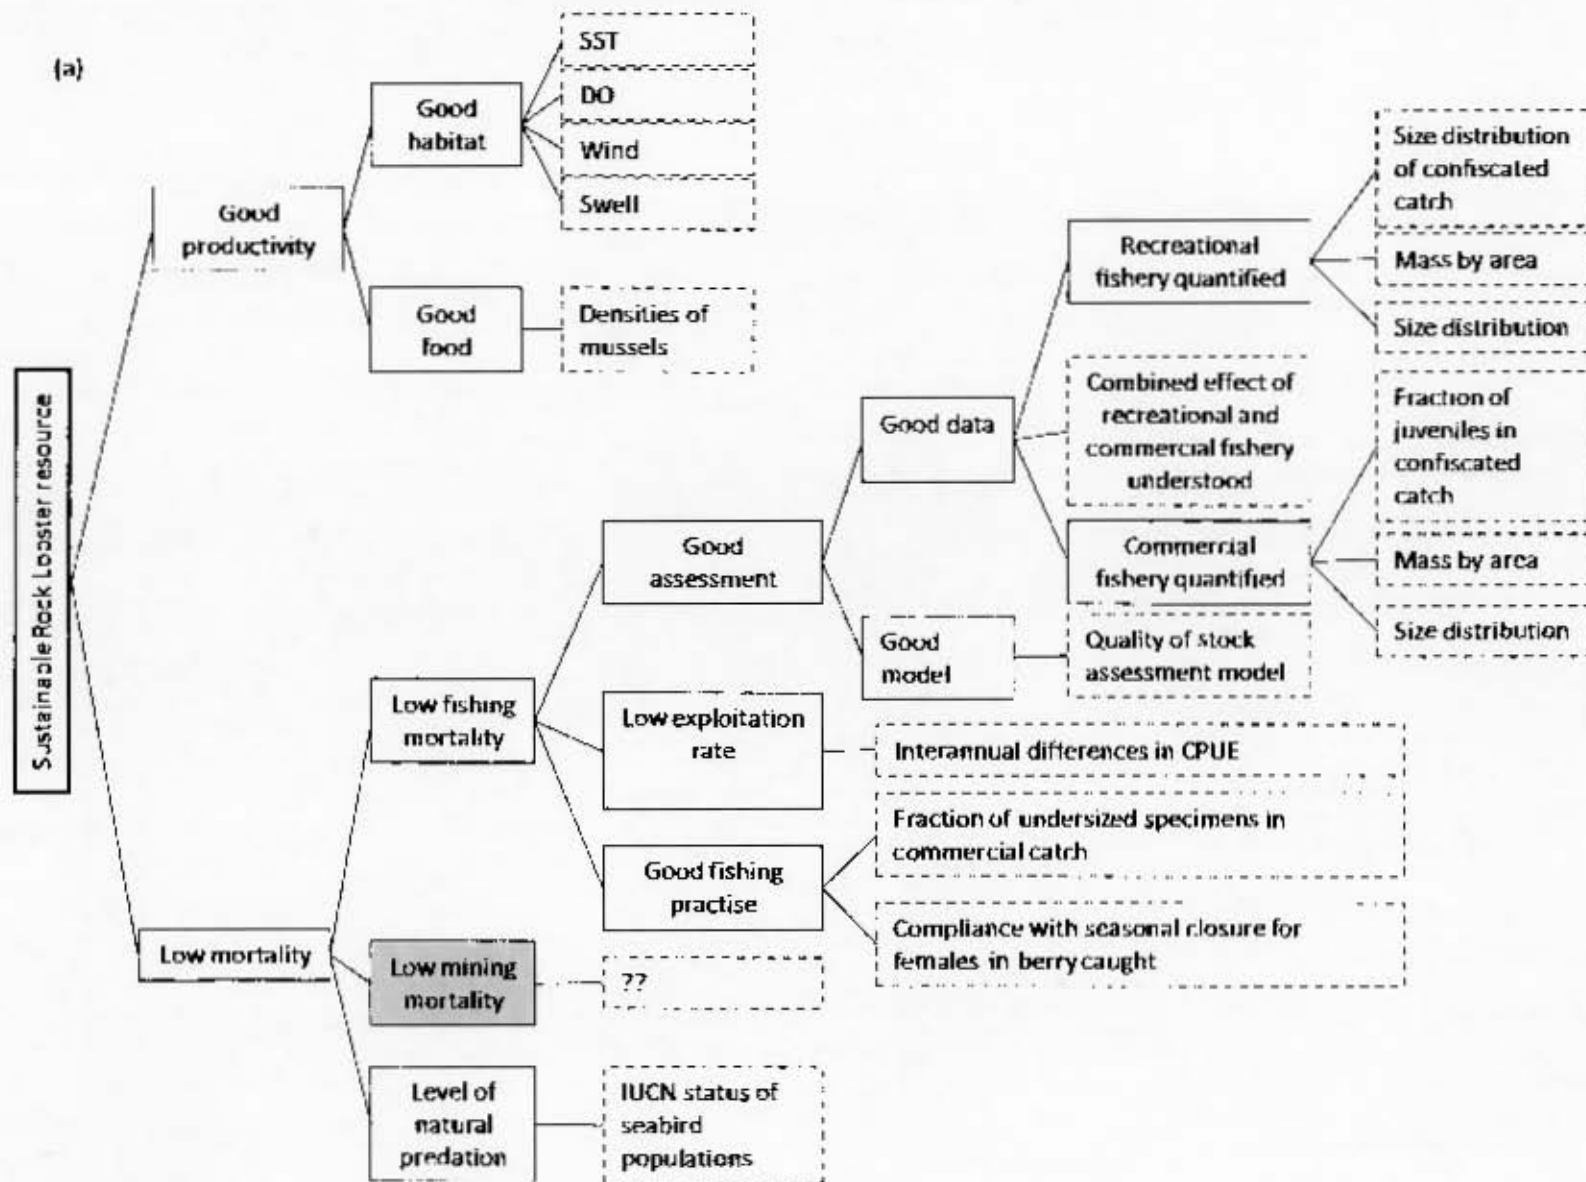 (a)
Sustainable Rock Lobster resource
Good
productivity
Good
habitat
SST
DO
Wind
Swell
Good
food
Densities of
mussels
Low mortality
Low fishing
mortality
Good
assessment
Good data
Recreational
fishery quantified
Size distribution
of confiscated
catch
Mass by area
Size distribution
Combined effect of
recreational and
commercial fishery
understood
Commercial
fishery quantified
Fraction of
juveniles in
confiscated
catch
Mass by area
Size distribution
Good
model
Quality of stock
assessment model
Low exploitation
rate
Interannual differences in CPUE
Good fishing
practise
Fraction of undersized specimens in
commercial catch
Compliance with seasonal closure for
females in berry caught
Low mining
mortality
??
Level of
natural
predation
IUCN status of
seabird
populations